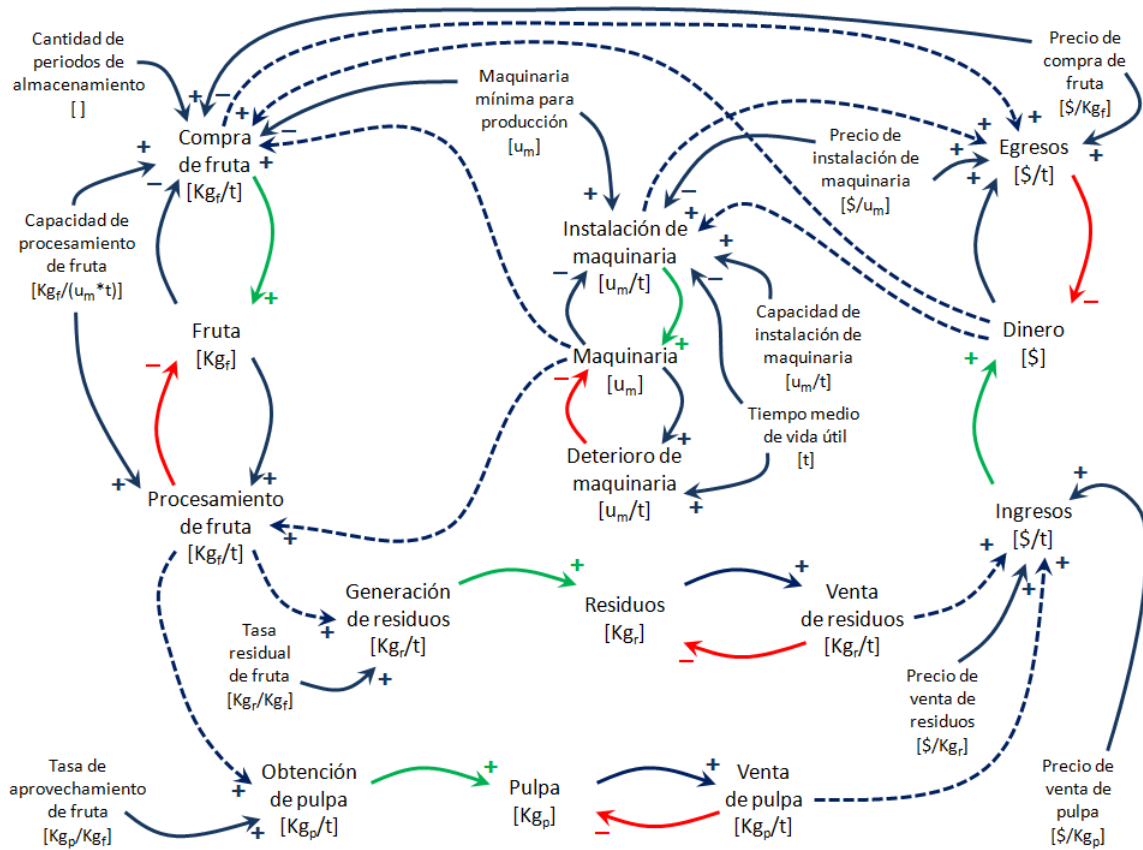 Cantidad de
periodos de
almacenamiento
[ ]
Compra
de fruta
[Kgf/t]
Maquinaria
mínima para
producción
[um]
Precio de
compra de
fruta
[$/Kgf]
Egresos
[$/t]
Precio de
instalación de
maquinaria
[$/um]
Capacidad de
procesamiento
de fruta
[Kgf/(um*t)]
Instalación de
maquinaria
[um/t]
Fruta
[Kgf]
Maquinaria
[um]
Capacidad de
instalación de
maquinaria
[um/t]
Dinero
[$]
Tiempo medio
de vida útil
[t]
Deterioro de
maquinaria
[um/t]
Procesamiento
de fruta
[Kgf/t]
Ingresos
[$/t]
Generación
de residuos
[Kgr/t]
Residuos
[Kgr]
Venta
de residuos
[Kgr/t]
Tasa
residual
de fruta
[Kgr/Kgf]
Precio de
venta de
residuos
[$/Kgr]
Tasa de
aprovechamiento
de fruta
[Kgp/Kgf]
Obtención
de pulpa
[Kgp/t]
Pulpa
[Kgp]
Venta
de pulpa
[Kgp/t]
Precio de
venta de
pulpa
[$/Kgp]